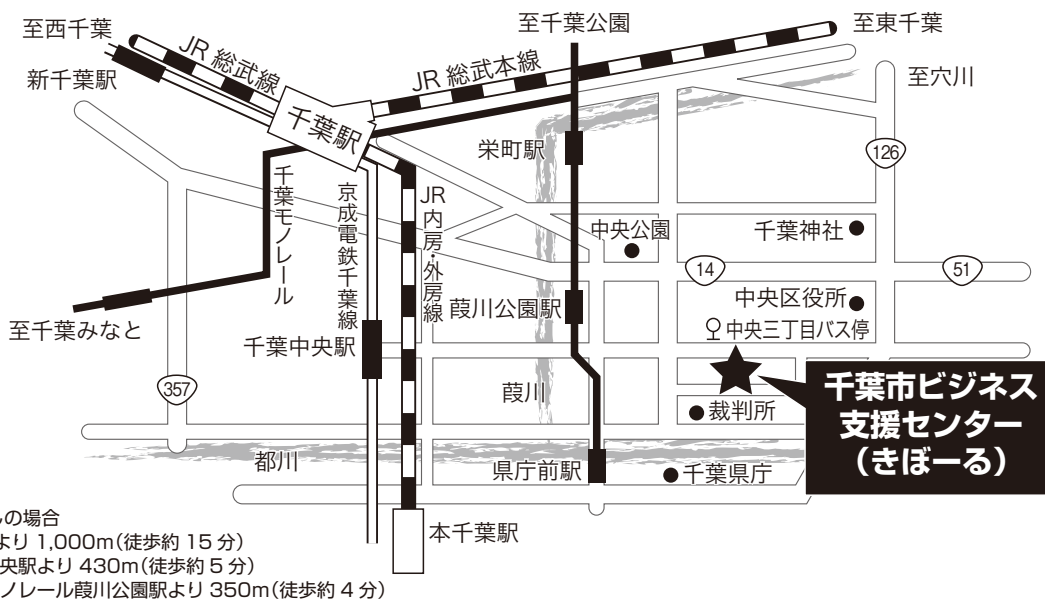 至千葉公園
至西千葉
至東千葉
JR 総武線
JR 総武本線
新千葉駅
至穴川
千葉駅
栄町駅
126
千葉モノレール
京成電鉄千葉線
JR内房・外房線
中央公園
千葉神社
14
51
中央区役所
葭川公園駅
中央三丁目バス停
至千葉みなと
千葉中央駅
357
葭川
裁判所
千葉市ビジネス
支援センター
(きぼーる)
都川
県庁前駅
千葉県庁
本千葉駅
の場合
より 1,000m(徒歩約 15 分)
央駅より 430m(徒歩約 5 分)
ノレール葭川公園駅より 350m(徒歩約 4 分)